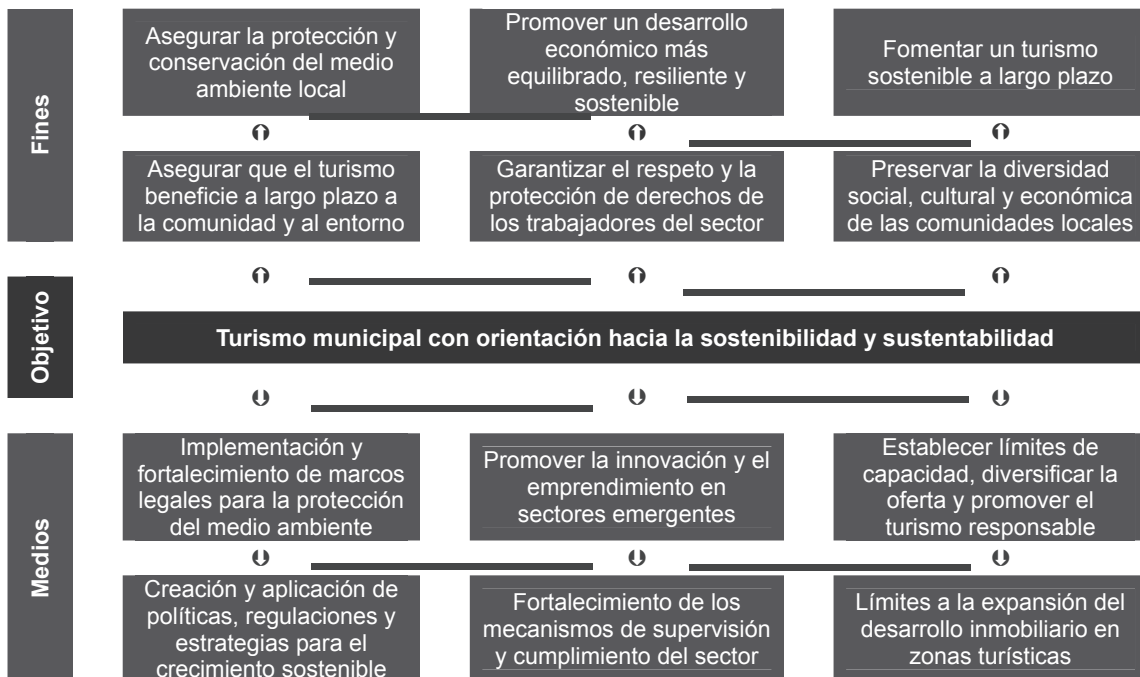 Fines
Asegurar la protección y
conservación del medio
ambiente local
Promover un desarrollo
económico más
equilibrado, resiliente y
sostenible
Fomentar un turismo
sostenible a largo plazo
Asegurar que el turismo
beneficie a largo plazo a
la comunidad y al entorno
Garantizar el respeto y la
protección de derechos de
los trabajadores del sector
Preservar la diversidad
social, cultural y económica
de las comunidades locales
Objetivo
Turismo municipal con orientación hacia la sostenibilidad y sustentabilidad
Medios
Implementación y
fortalecimiento de marcos
legales para la protección
del medio ambiente
Promover la innovación y el
emprendimiento en
sectores emergentes
Establecer límites de
capacidad, diversificar la
oferta y promover el
turismo responsable
Creación y aplicación de
políticas, regulaciones y
estrategias para el
crecimiento sostenible
Fortalecimiento de los
mecanismos de supervisión
y cumplimiento del sector
Límites a la expansión del
desarrollo inmobiliario en
zonas turísticas